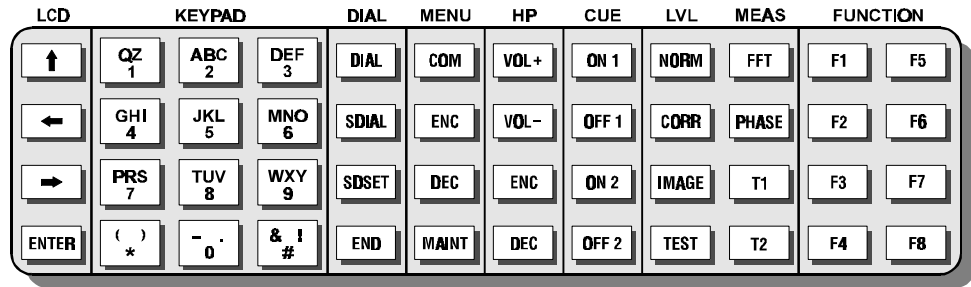 LCD KEYPAD DIAL MENU HP CUE LVL MEAS FUNCTION
QZ ABC DEF DIAL COM VOL+ ON 1 NORM FFT F1 F5
1 2 3
GHI JKL MNO SDIAL ENC VOL- OFF 1 CORR PHASE F2 F6
4 5 6
PRS TUV WXY SDSET DEC ENC ON 2 IMAGE T1 F3 F7
7 8 9
ENTER ( ) - . & ! END MAINT DEC OFF 2 TEST T2 F4 F8
* 0 #